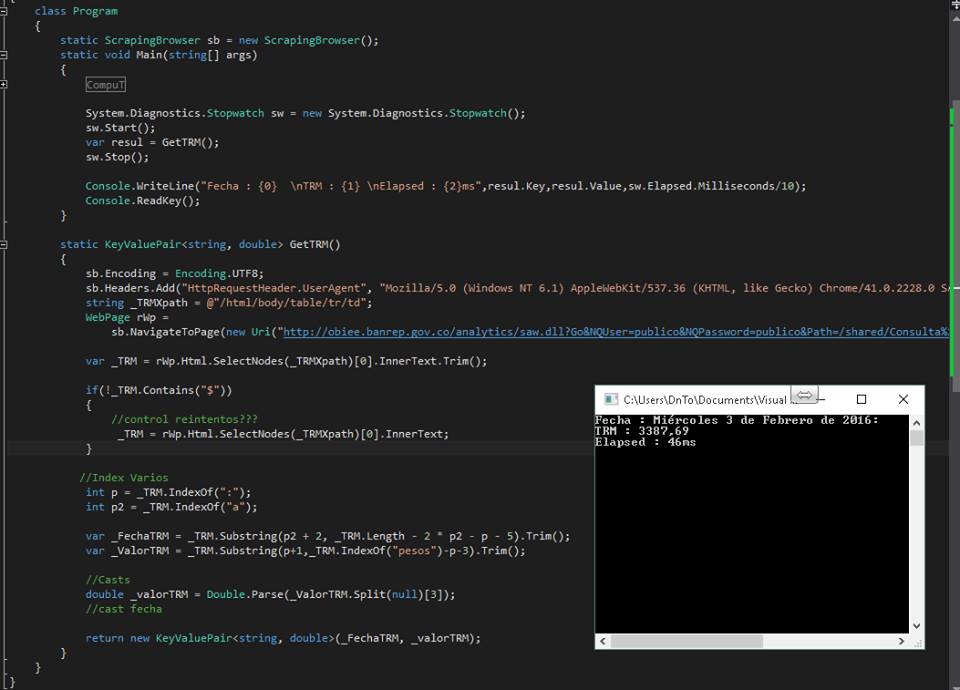 class Program
{
static ScrapingBrowser sb = new ScrapingBrowser();
static void Main(string[] args)
{
CompuT
System.Diagnostics.Stopwatch sw = new System.Diagnostics.Stopwatch();
sw.Start();
var resul = GetTRM();
sw.Stop();
Console.WriteLine("Fecha : {0}  \nTRM : {1} \nElapsed : {2}ms",resul.Key,resul.Value,sw.Elapsed.Milliseconds/10);
Console.ReadKey();
}
static KeyValuePair<string, double> GetTRM()
{
sb.Encoding = Encoding.UTF8;
sb.Headers.Add("HttpRequestHeader.UserAgent", "Mozilla/5.0 (Windows NT 6.1) AppleWebKit/537.36 (KHTML, like Gecko) Chrome/41.0.2228.0
string _TRMXpath = @"/html/body/table/tr/td";
WebPage rWp =
sb.NavigateToPage(new Uri("http://obiee.banrep.gov.co/analytics/saw.dll?Go&NQUser=publico&NQPassword=publico&Path=/shared/Consulta%
var _TRM = rWp.Html.SelectNodes(_TRMXpath)[0].InnerText.Trim();
if(!_TRM.Contains("$"))
{
//control reintentos???
_TRM = rWp.Html.SelectNodes(_TRMXpath)[0].InnerText;
}
//Index Varios
int p = _TRM.IndexOf(":");
int p2 = _TRM.IndexOf("a");
var _FechaTRM = _TRM.Substring(p2 + 2, _TRM.Length - 2 * p2 - p - 5).Trim();
var _ValorTRM = _TRM.Substring(p+1,_TRM.IndexOf("pesos")-p-3).Trim();
//Casts
double _valorTRM = Double.Parse(_ValorTRM.Split(null)[3]);
//cast fecha
return new KeyValuePair<string, double>(_FechaTRM, _valorTRM);
}
}
}
C:\Users\DnTo\Documents\Visual ...
Fecha : Miércoles 3 de Febrero de 2016:
TRM : 3387,69
Elapsed : 46ms